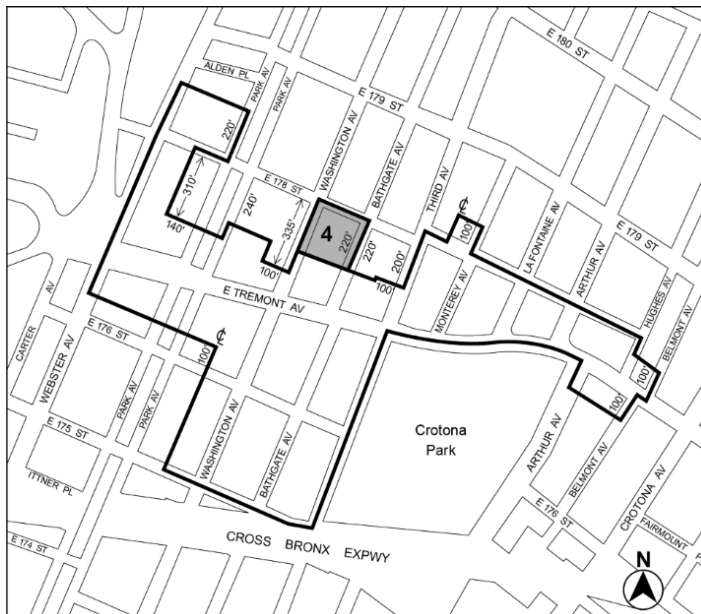 E 180 ST
ALDEN PL
PARK AV
E 179 ST
220'
WASHINGTON AV
BATHGATE AV
THIRD AV
E 178 ST
310'
240'
335'
140'
100'
4
220'
220'
200'
100'
℄
100'
LA FONTAINE AV
ARTHUR AV
E 179 ST
HUGHES AV
BELMONT AV
MONTEREY AV
E TREMONT AV
100'
100'
CARTER AV
WEBSTER AV
E 176 ST
PARK AV
PARK AV
100'
℄
WASHINGTON AV
BATHGATE AV
E 175 ST
ITTNER PL
E 174 ST
Crotona
Park
ARTHUR AV
BELMONT AV
CROTONA AV
E 176 ST
FAIRMOUNT
P
CROSS BRONX EXPWY
N